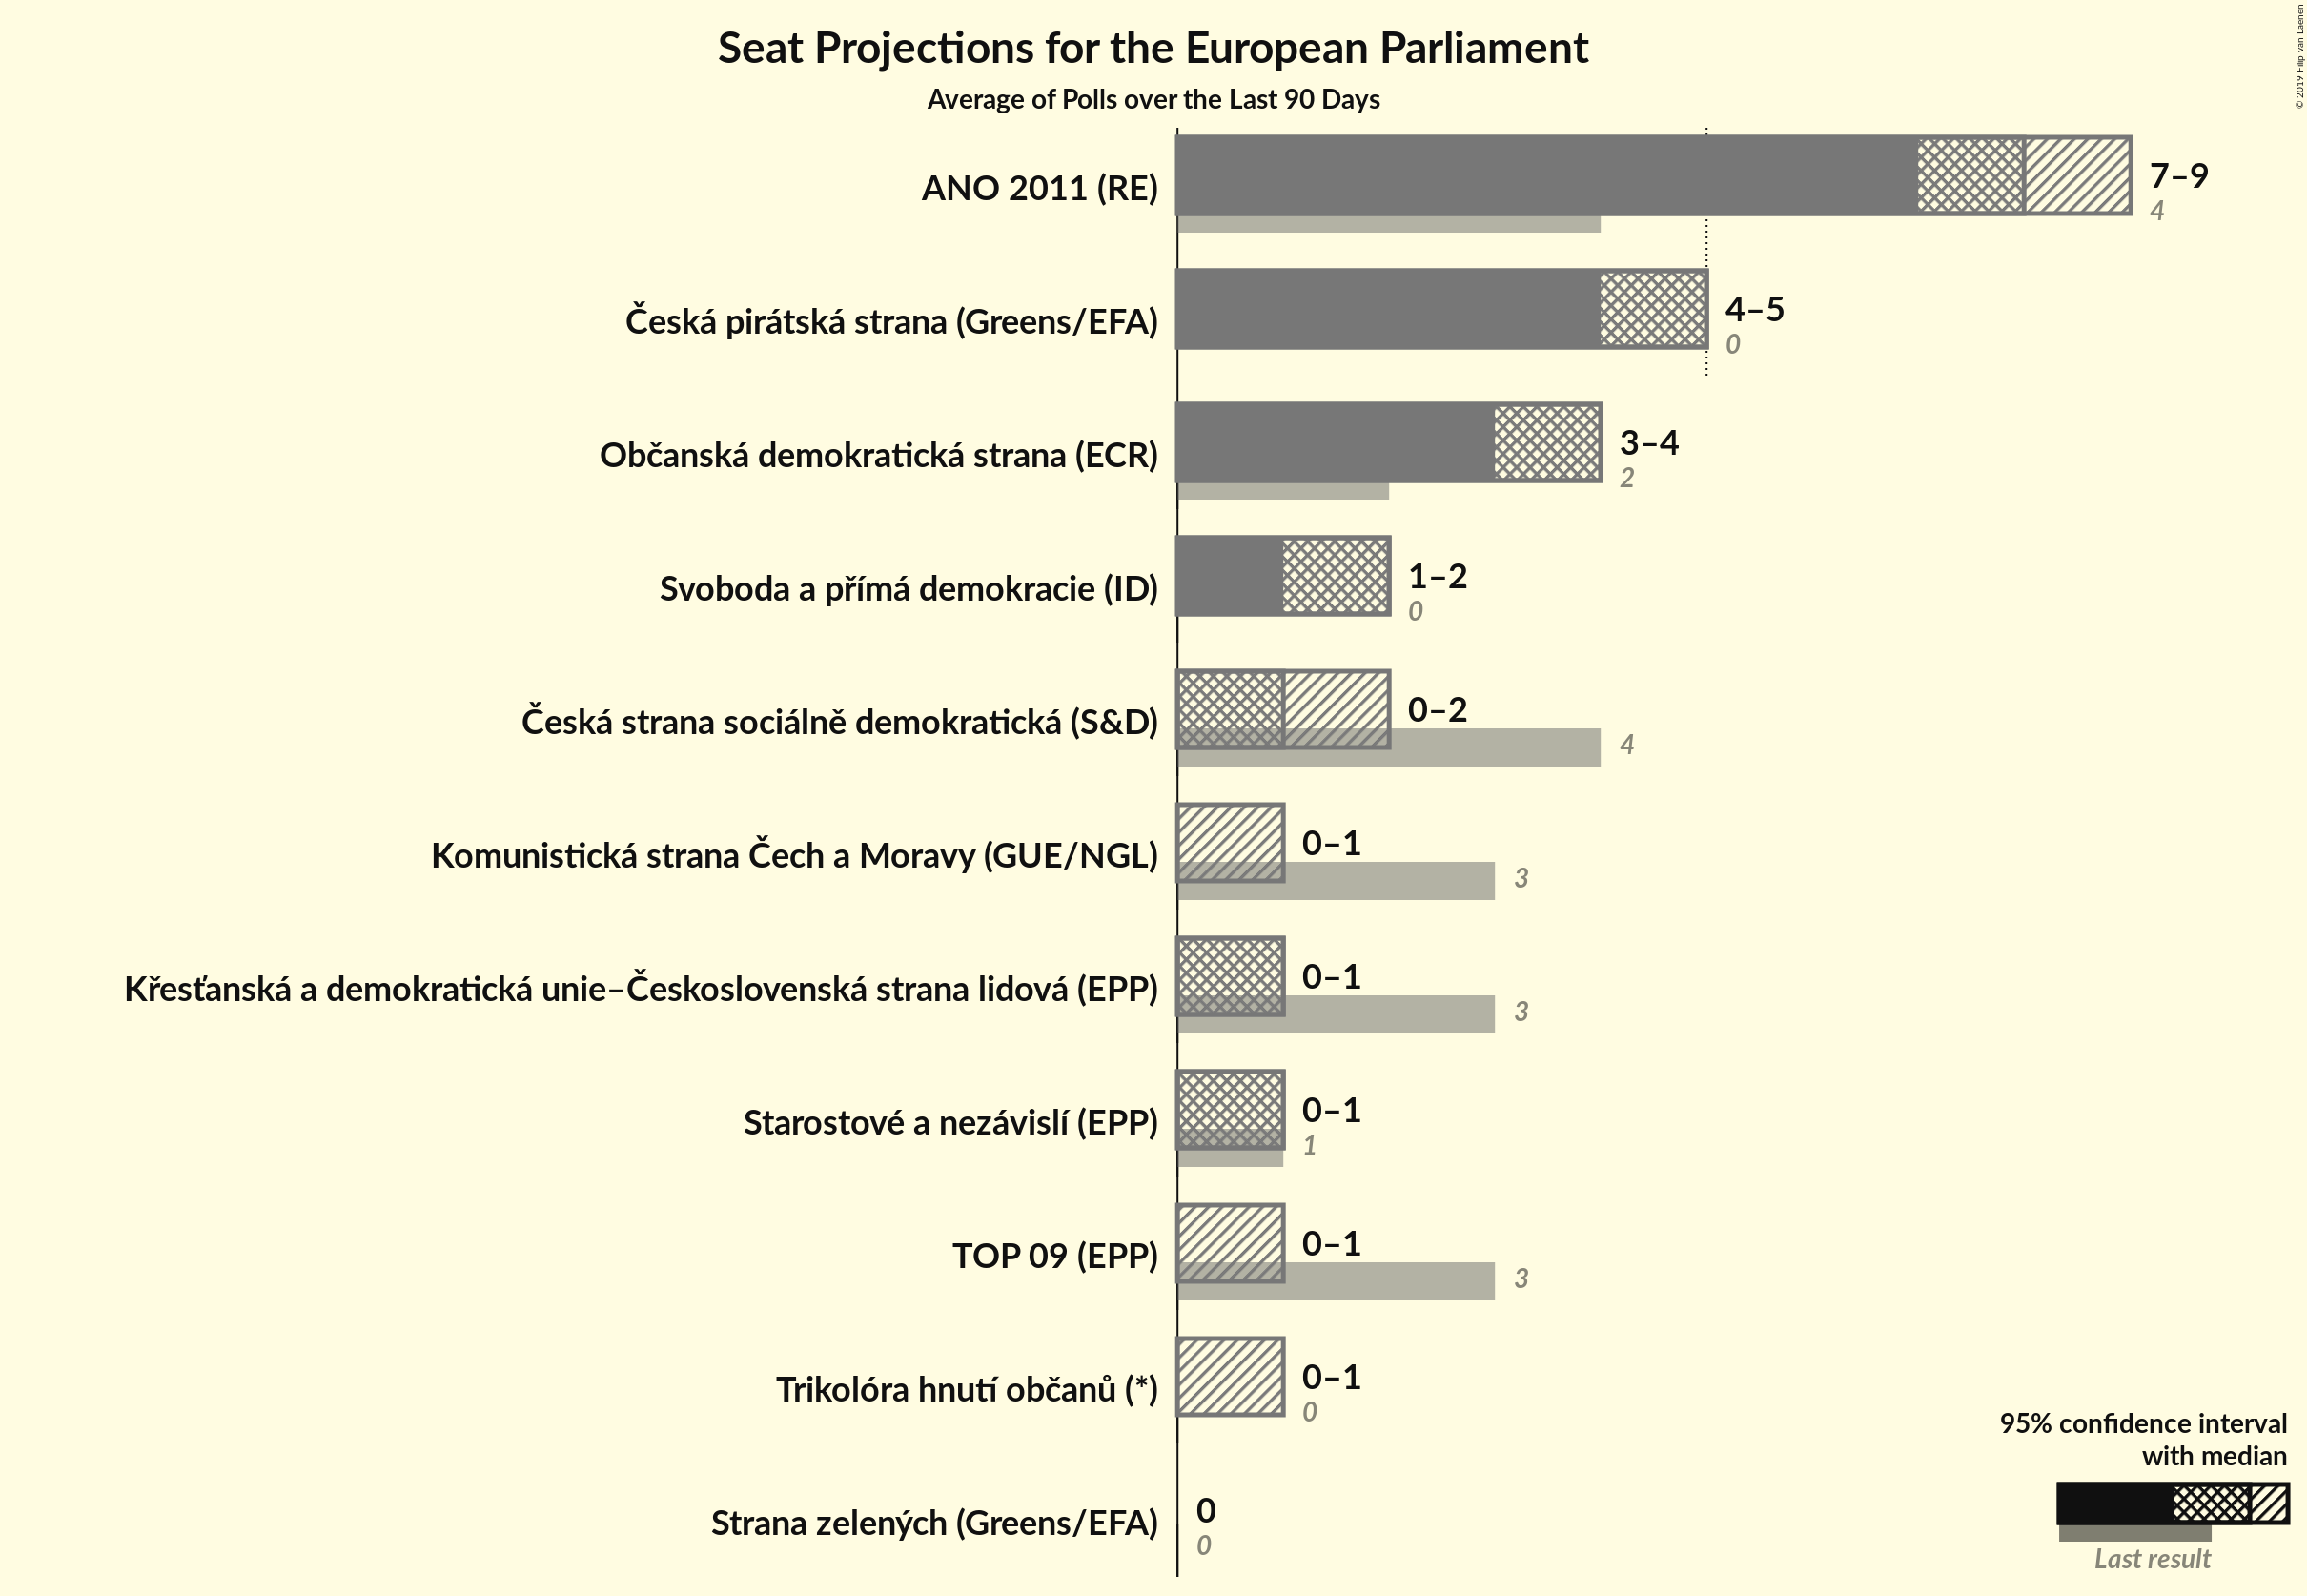 Seat Projections for the European Parliament
Average of Polls over the Last 90 Days
© 2019 Filip van Laenen
ANO 2011 (RE)
7–9
4
Česká pirátská strana (Greens/EFA)
4–5
0
Občanská demokratická strana (ECR)
3–4
2
Svoboda a přímá demokracie (ID)
1–2
0
Česká strana sociálně demokratická (S&D)
0–2
4
Komunistická strana Čech a Moravy (GUE/NGL)
0–1
3
Křesťanská a demokratická unie–Československá strana lidová (EPP)
0–1
3
Starostové a nezávislí (EPP)
0–1
1
TOP 09 (EPP)
0–1
3
Trikolóra hnutí občanů (*)
0–1
0
Strana zelených (Greens/EFA)
0
0
95% confidence interval
with median
Last result